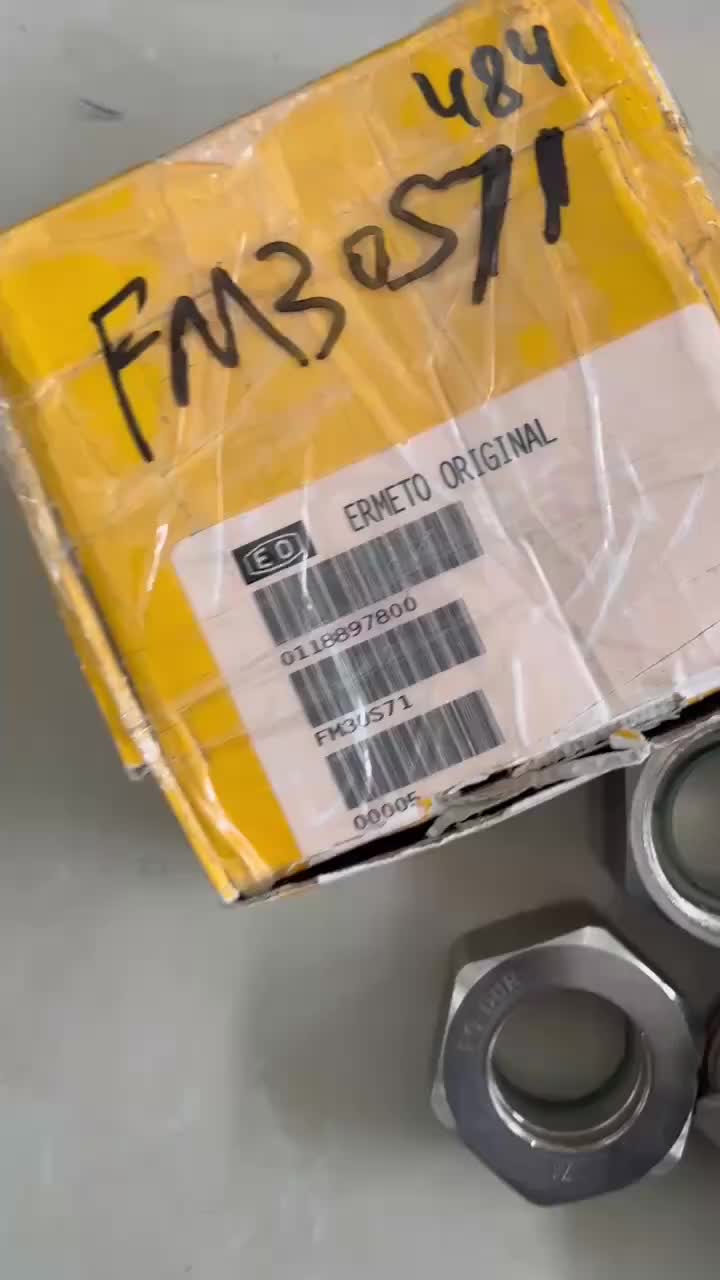 484
FM30S71
ERMETO ORIGINAL
EO
0118897800
FM30S71
00005